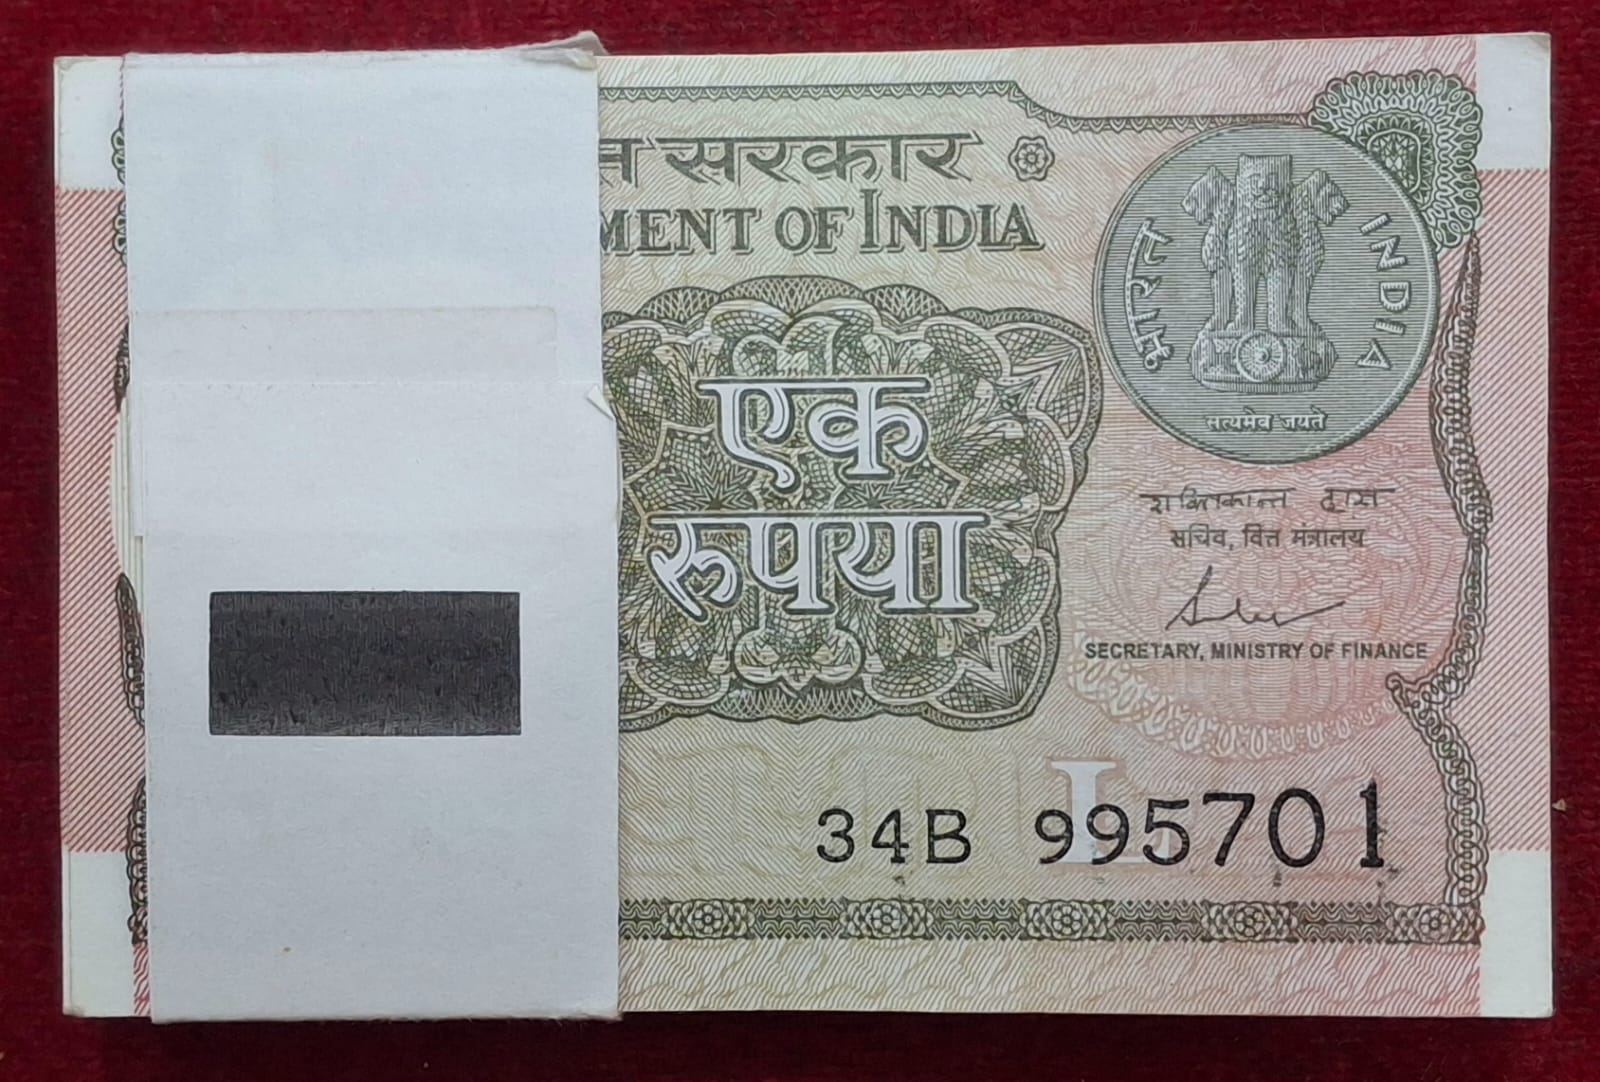 त सरकार
MENT OF INDIA
भारत
INDIA
सत्यमेव जयते
एक
रुपया
शक्तिकान्त दास
सचिव, वित्त मंत्रालय
SECRETARY, MINISTRY OF FINANCE
L
34B 995701